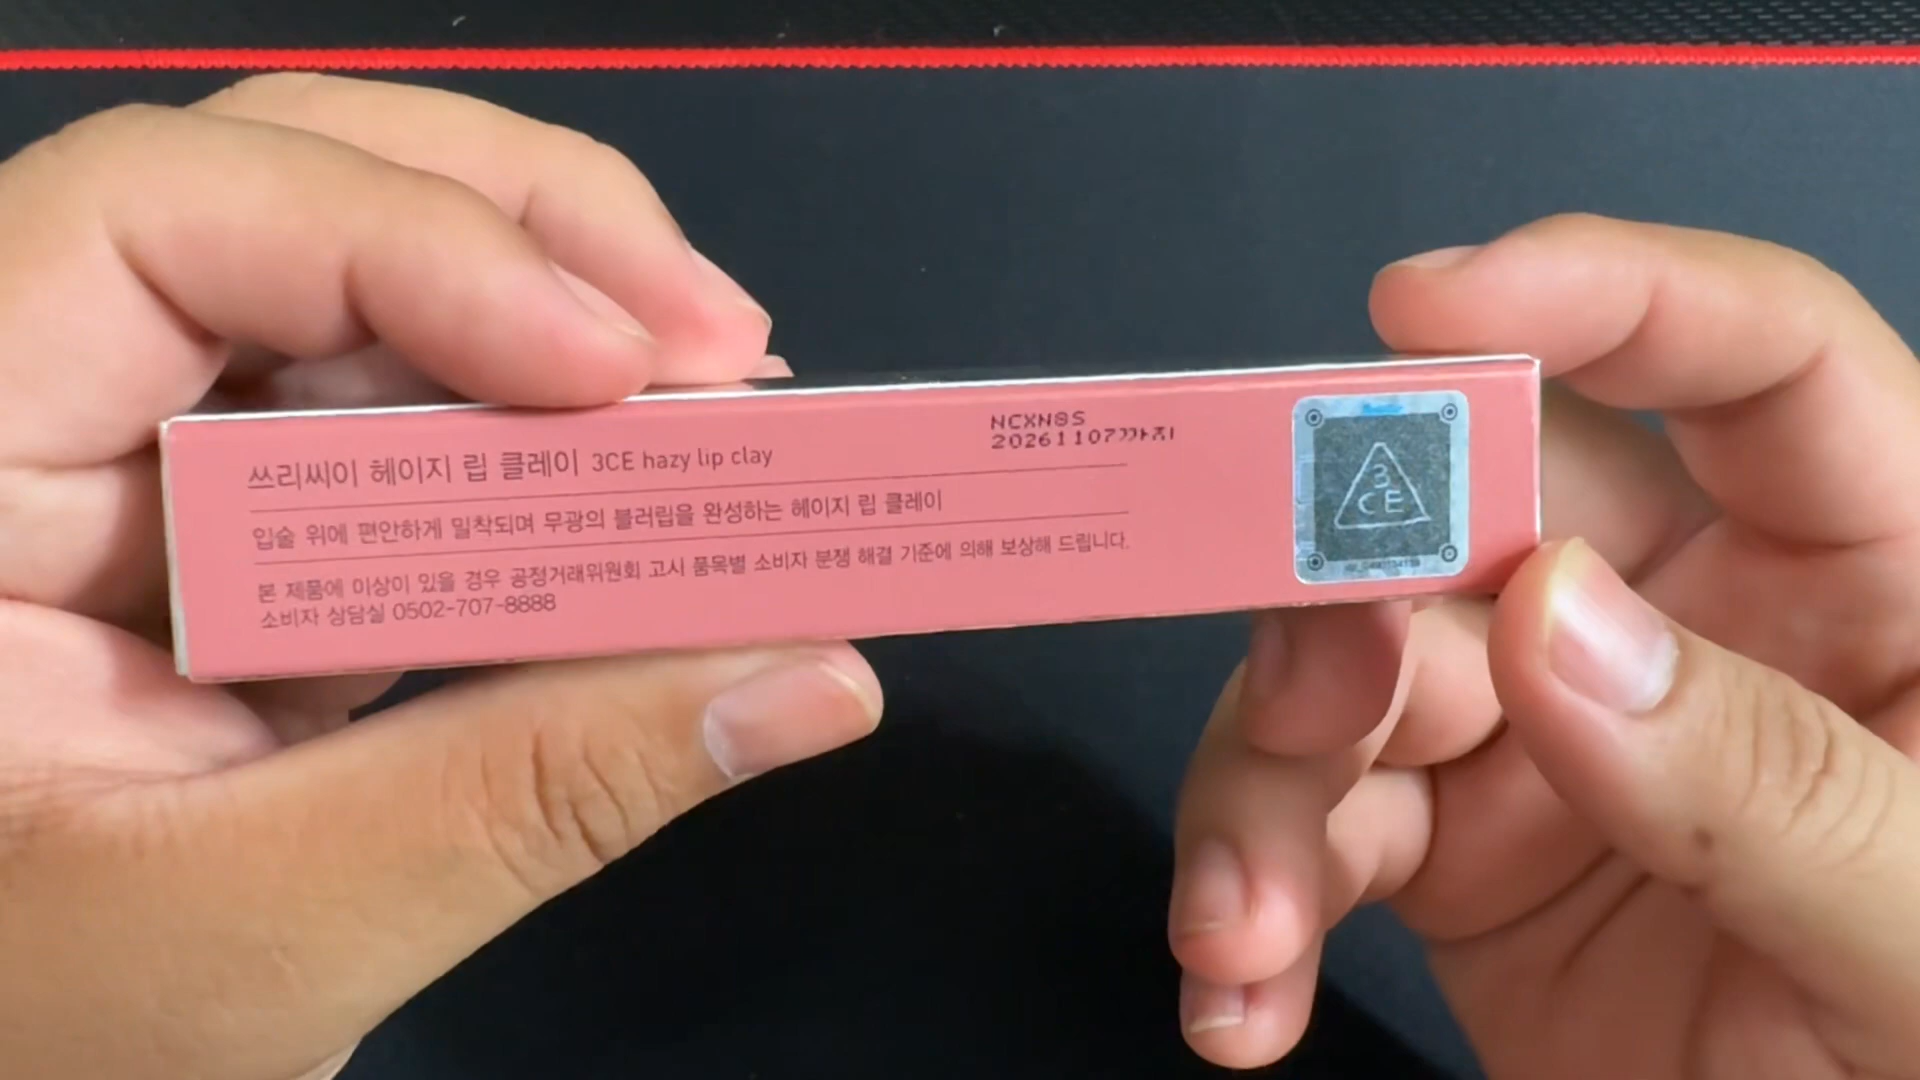 쓰리씨이 헤이지 립 클레이 3CE hazy lip clay
NCXN8S
20261107까지
입술 위에 편안하게 밀착되며 무광의 블러립을 완성하는 헤이지 립 클레이
본 제품에 이상이 있을 경우 공정거래위원회 고시 품목별 소비자 분쟁 해결 기준에 의해 보상해 드립니다.
소비자 상담실 0502-707-8888
3
CE